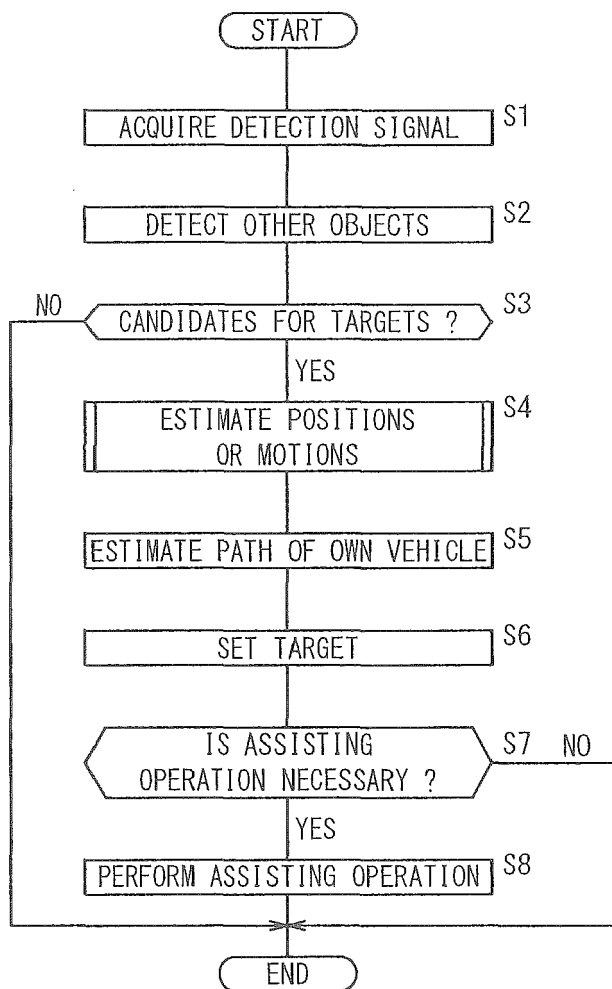 START
ACQUIRE DETECTION SIGNAL S1
DETECT OTHER OBJECTS S2
NO CANDIDATES FOR TARGETS ? S3
YES
ESTIMATE POSITIONS S4
OR MOTIONS
ESTIMATE PATH OF OWN VEHICLE S5
SET TARGET S6
IS ASSISTING S7 NO
OPERATION NECESSARY ?
YES
PERFORM ASSISTING OPERATION S8
END